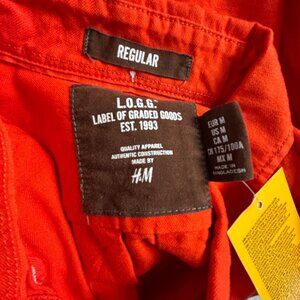 REGULAR
L.O.G.G.
LABEL OF GRADED GOODS
EST. 1993
QUALITY APPAREL
AUTHENTIC CONSTRUCTION
MADE BY
H&M
EUR M
US M
CA M
CN 175/100A
MX M
MADE IN
BANGLADESH